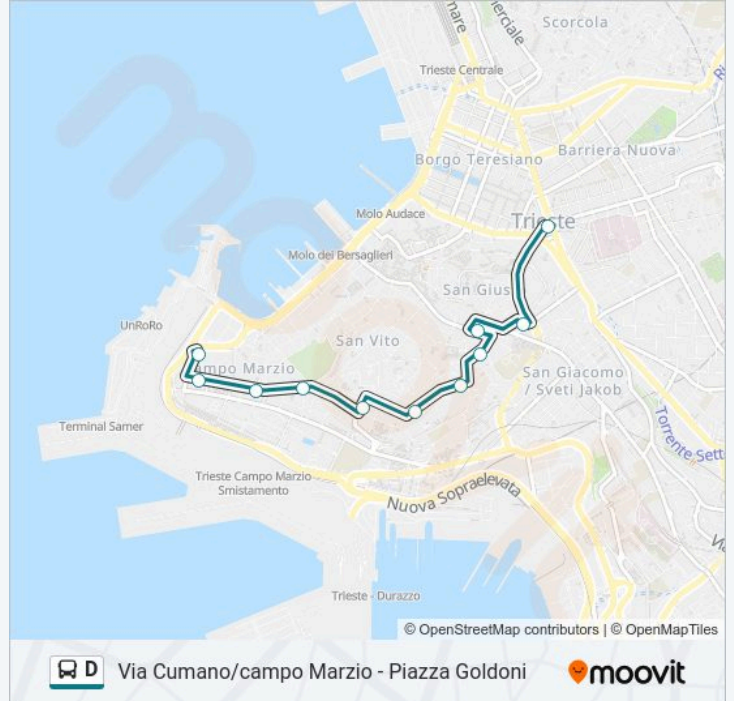 Scorcola
Trieste Centrale
Borgo Teresiano
Barriera Nuova
Molo Audace
Trieste
Molo dei Bersaglieri
San Gius
UnRoRo
San Vito
ampo Marzio
San Giacomo
/ Sveti Jakob
Terminal Samer
Torrente Sett
Trieste Campo Marzio
Smistamento
Nuova Sopraelevata
Trieste - Durazzo
© OpenStreetMap contributors | © OpenMapTiles
D Via Cumano/campo Marzio - Piazza Goldoni moovit